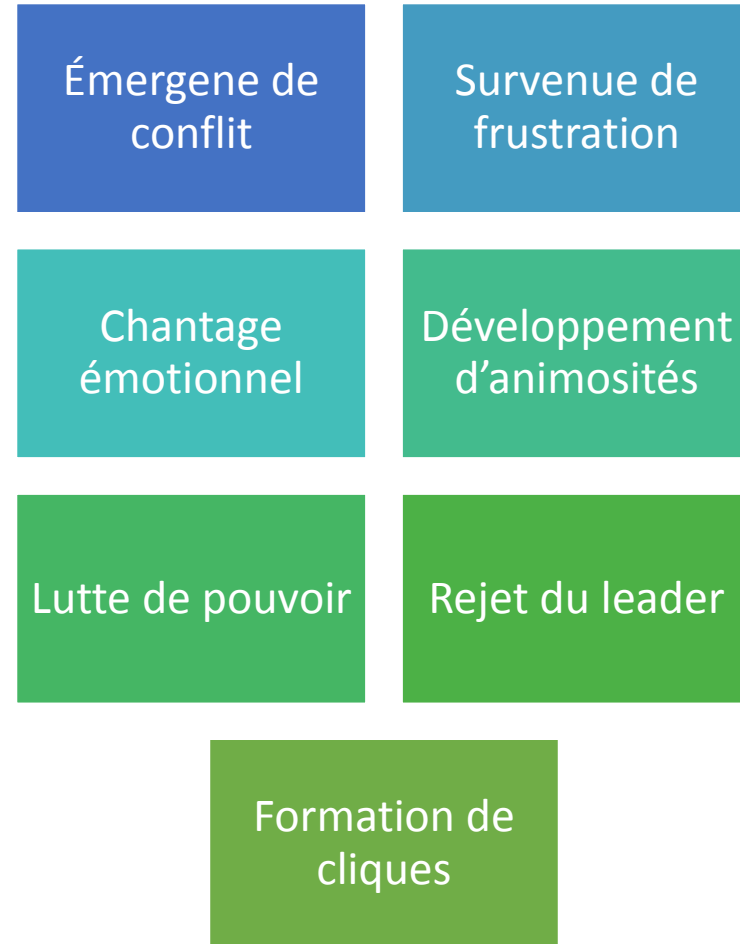 Émergene de
conflit
Survenue de
frustration
Chantage
émotionnel
Développement
d’animosités
Lutte de pouvoir
Rejet du leader
Formation de
cliques